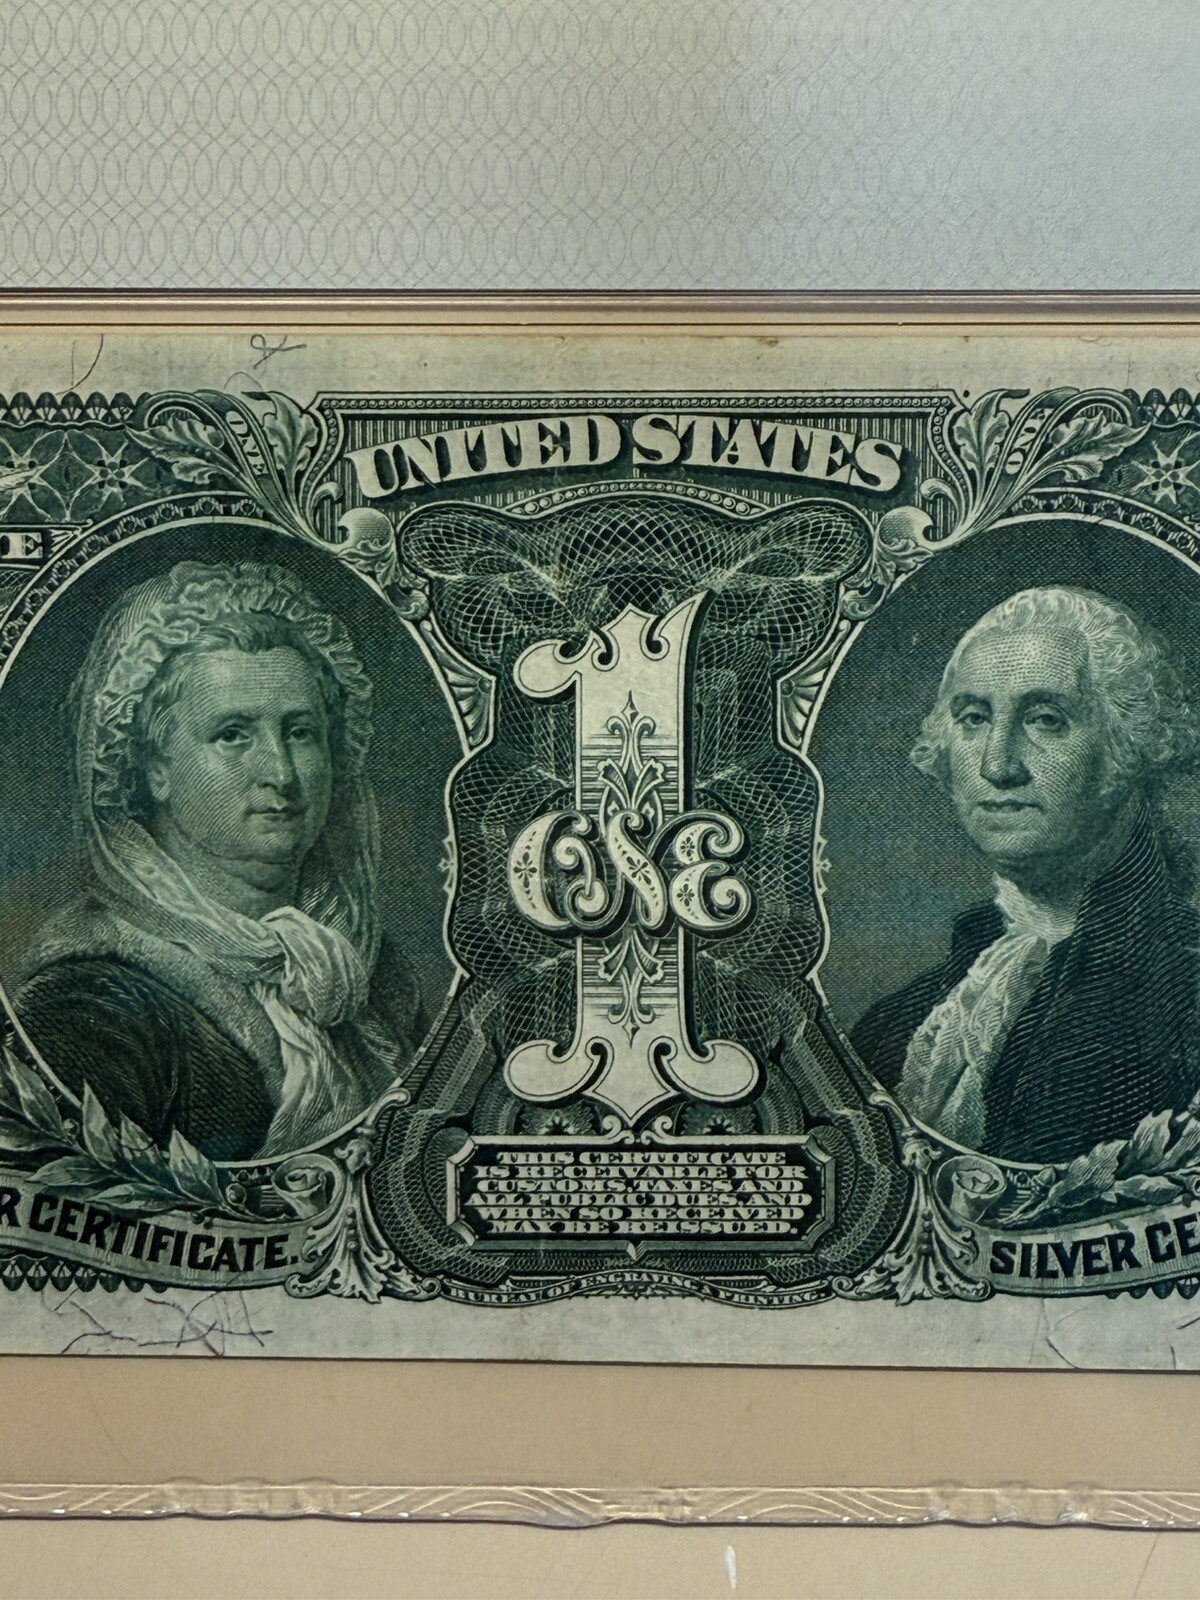 ONE
ONE
UNITED STATES
E
1
ONE
THIS CERTIFICATE
IS RECEIVABLE FOR
CUSTOMS, TAXES AND
ALL PUBLIC DUES, AND
WHEN SO RECEIVED
MAY BE REISSUED.
R CERTIFICATE.
SILVER CE
BUREAU OF ENGRAVING & PRINTING.